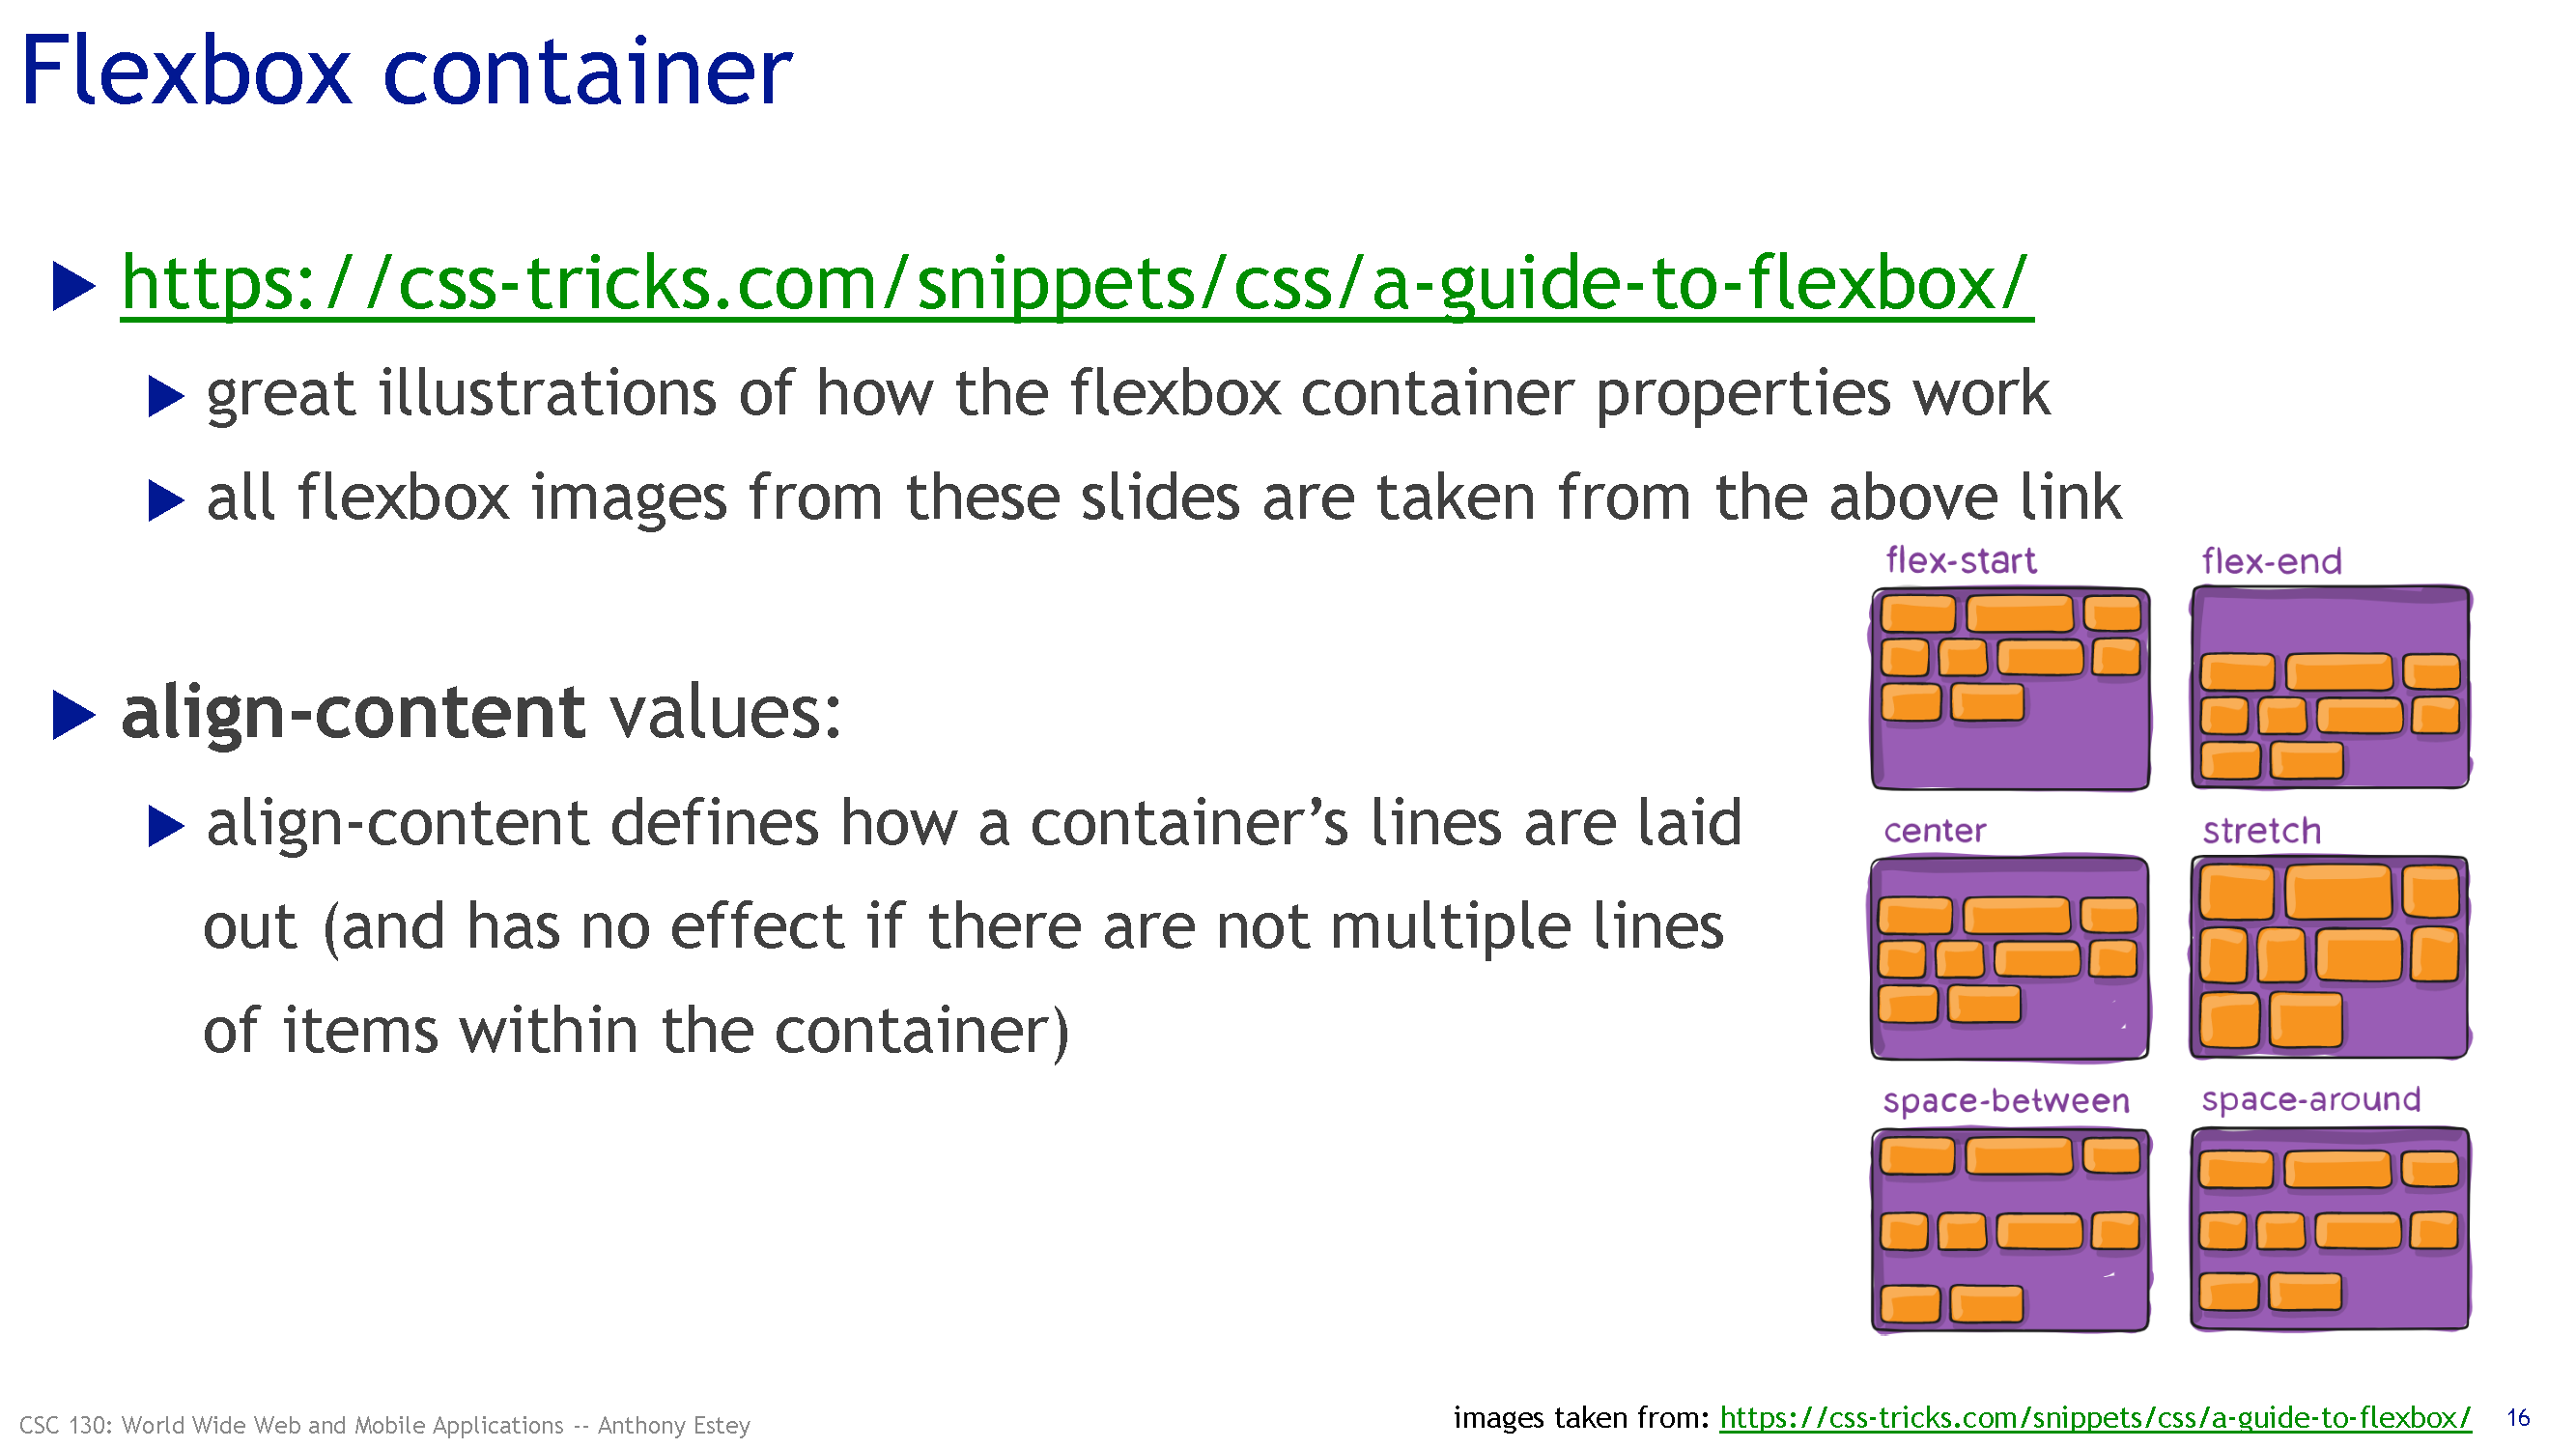 Flexbox container
https://css-tricks.com/snippets/css/a-guide-to-flexbox/
great illustrations of how the flexbox container properties work
all flexbox images from these slides are taken from the above link
align-content values:
align-content defines how a container’s lines are laid
out (and has no effect if there are not multiple lines
of items within the container)
flex-start
flex-end
center
stretch
space-between
space-around
CSC 130: World Wide Web and Mobile Applications -- Anthony Estey
images taken from: https://css-tricks.com/snippets/css/a-guide-to-flexbox/
16